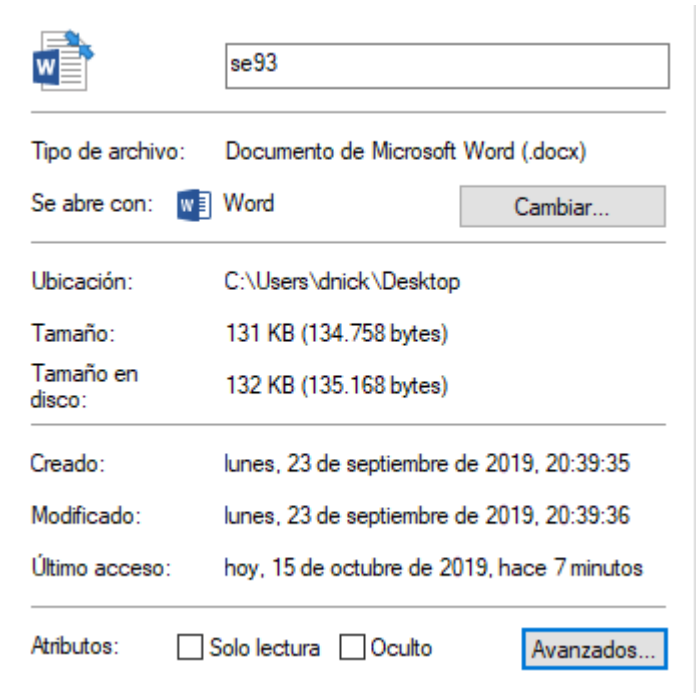 se93
Tipo de archivo: Documento de Microsoft Word (.docx)
Se abre con: Word Cambiar...
Ubicación: C:\Users\dnick\Desktop
Tamaño: 131 KB (134.758 bytes)
Tamaño en
disco: 132 KB (135.168 bytes)
Creado: lunes, 23 de septiembre de 2019, 20:39:35
Modificado: lunes, 23 de septiembre de 2019, 20:39:36
Último acceso: hoy, 15 de octubre de 2019, hace 7 minutos
Atributos: Solo lectura Oculto Avanzados...